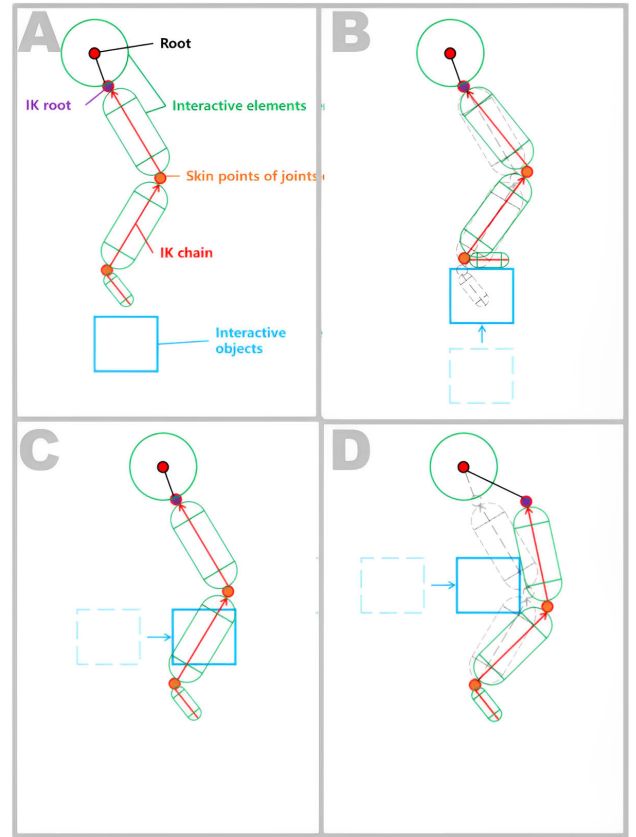 A
Root
IK root
Interactive elements
Skin points of joints
IK chain
Interactive
objects
B
C
D